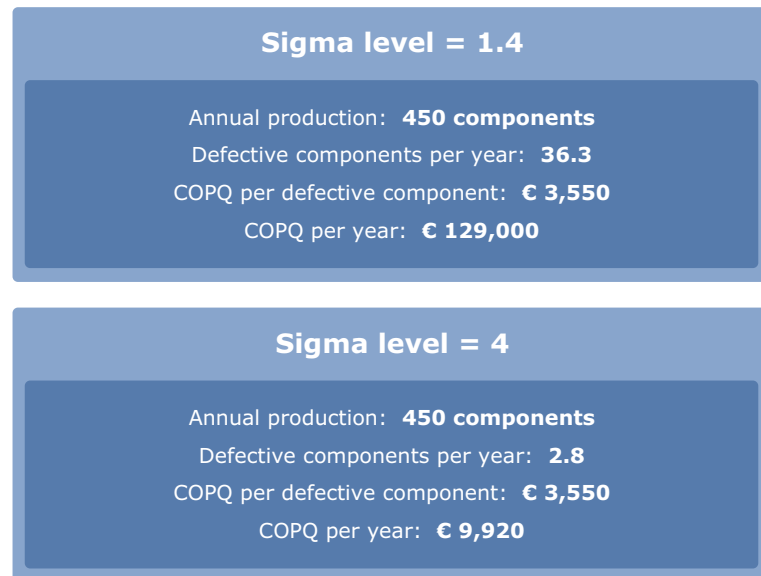 Sigma level = 1.4
Annual production: 450 components
Defective components per year: 36.3
COPQ per defective component: € 3,550
COPQ per year: € 129,000
Sigma level = 4
Annual production: 450 components
Defective components per year: 2.8
COPQ per defective component: € 3,550
COPQ per year: € 9,920